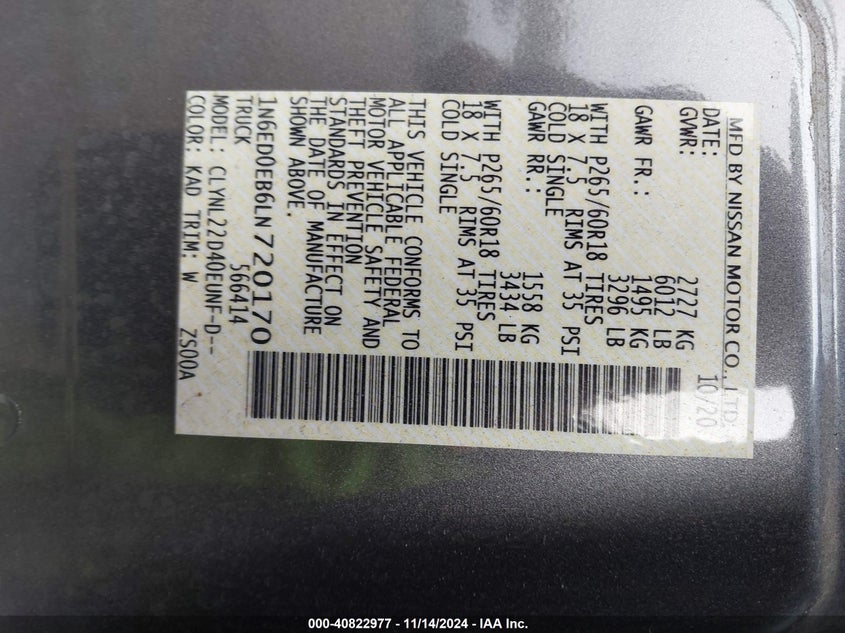 MFD BY NISSAN MOTOR CO., LTD.
DATE: 10/20
GVWR: 2727 KG
6012 LB
GAWR FR.: 1495 KG
3296 LB
WITH P265/60R18 TIRES
18 X 7.5 RIMS AT 35 PSI
COLD SINGLE
GAWR RR.: 1558 KG
3434 LB
WITH P265/60R18 TIRES
18 X 7.5 RIMS AT 35 PSI
COLD SINGLE
THIS VEHICLE CONFORMS TO
ALL APPLICABLE FEDERAL
MOTOR VEHICLE SAFETY AND
THEFT PREVENTION
STANDARDS IN EFFECT ON
THE DATE OF MANUFACTURE
SHOWN ABOVE.
1N6ED0EB6LN720170
TRUCK 566414
MODEL: CLYNL22D40EUNF-D--
COLOR: KAD TRIM: W ZS00A
000-40822977 - 11/14/2024 - IAA Inc.